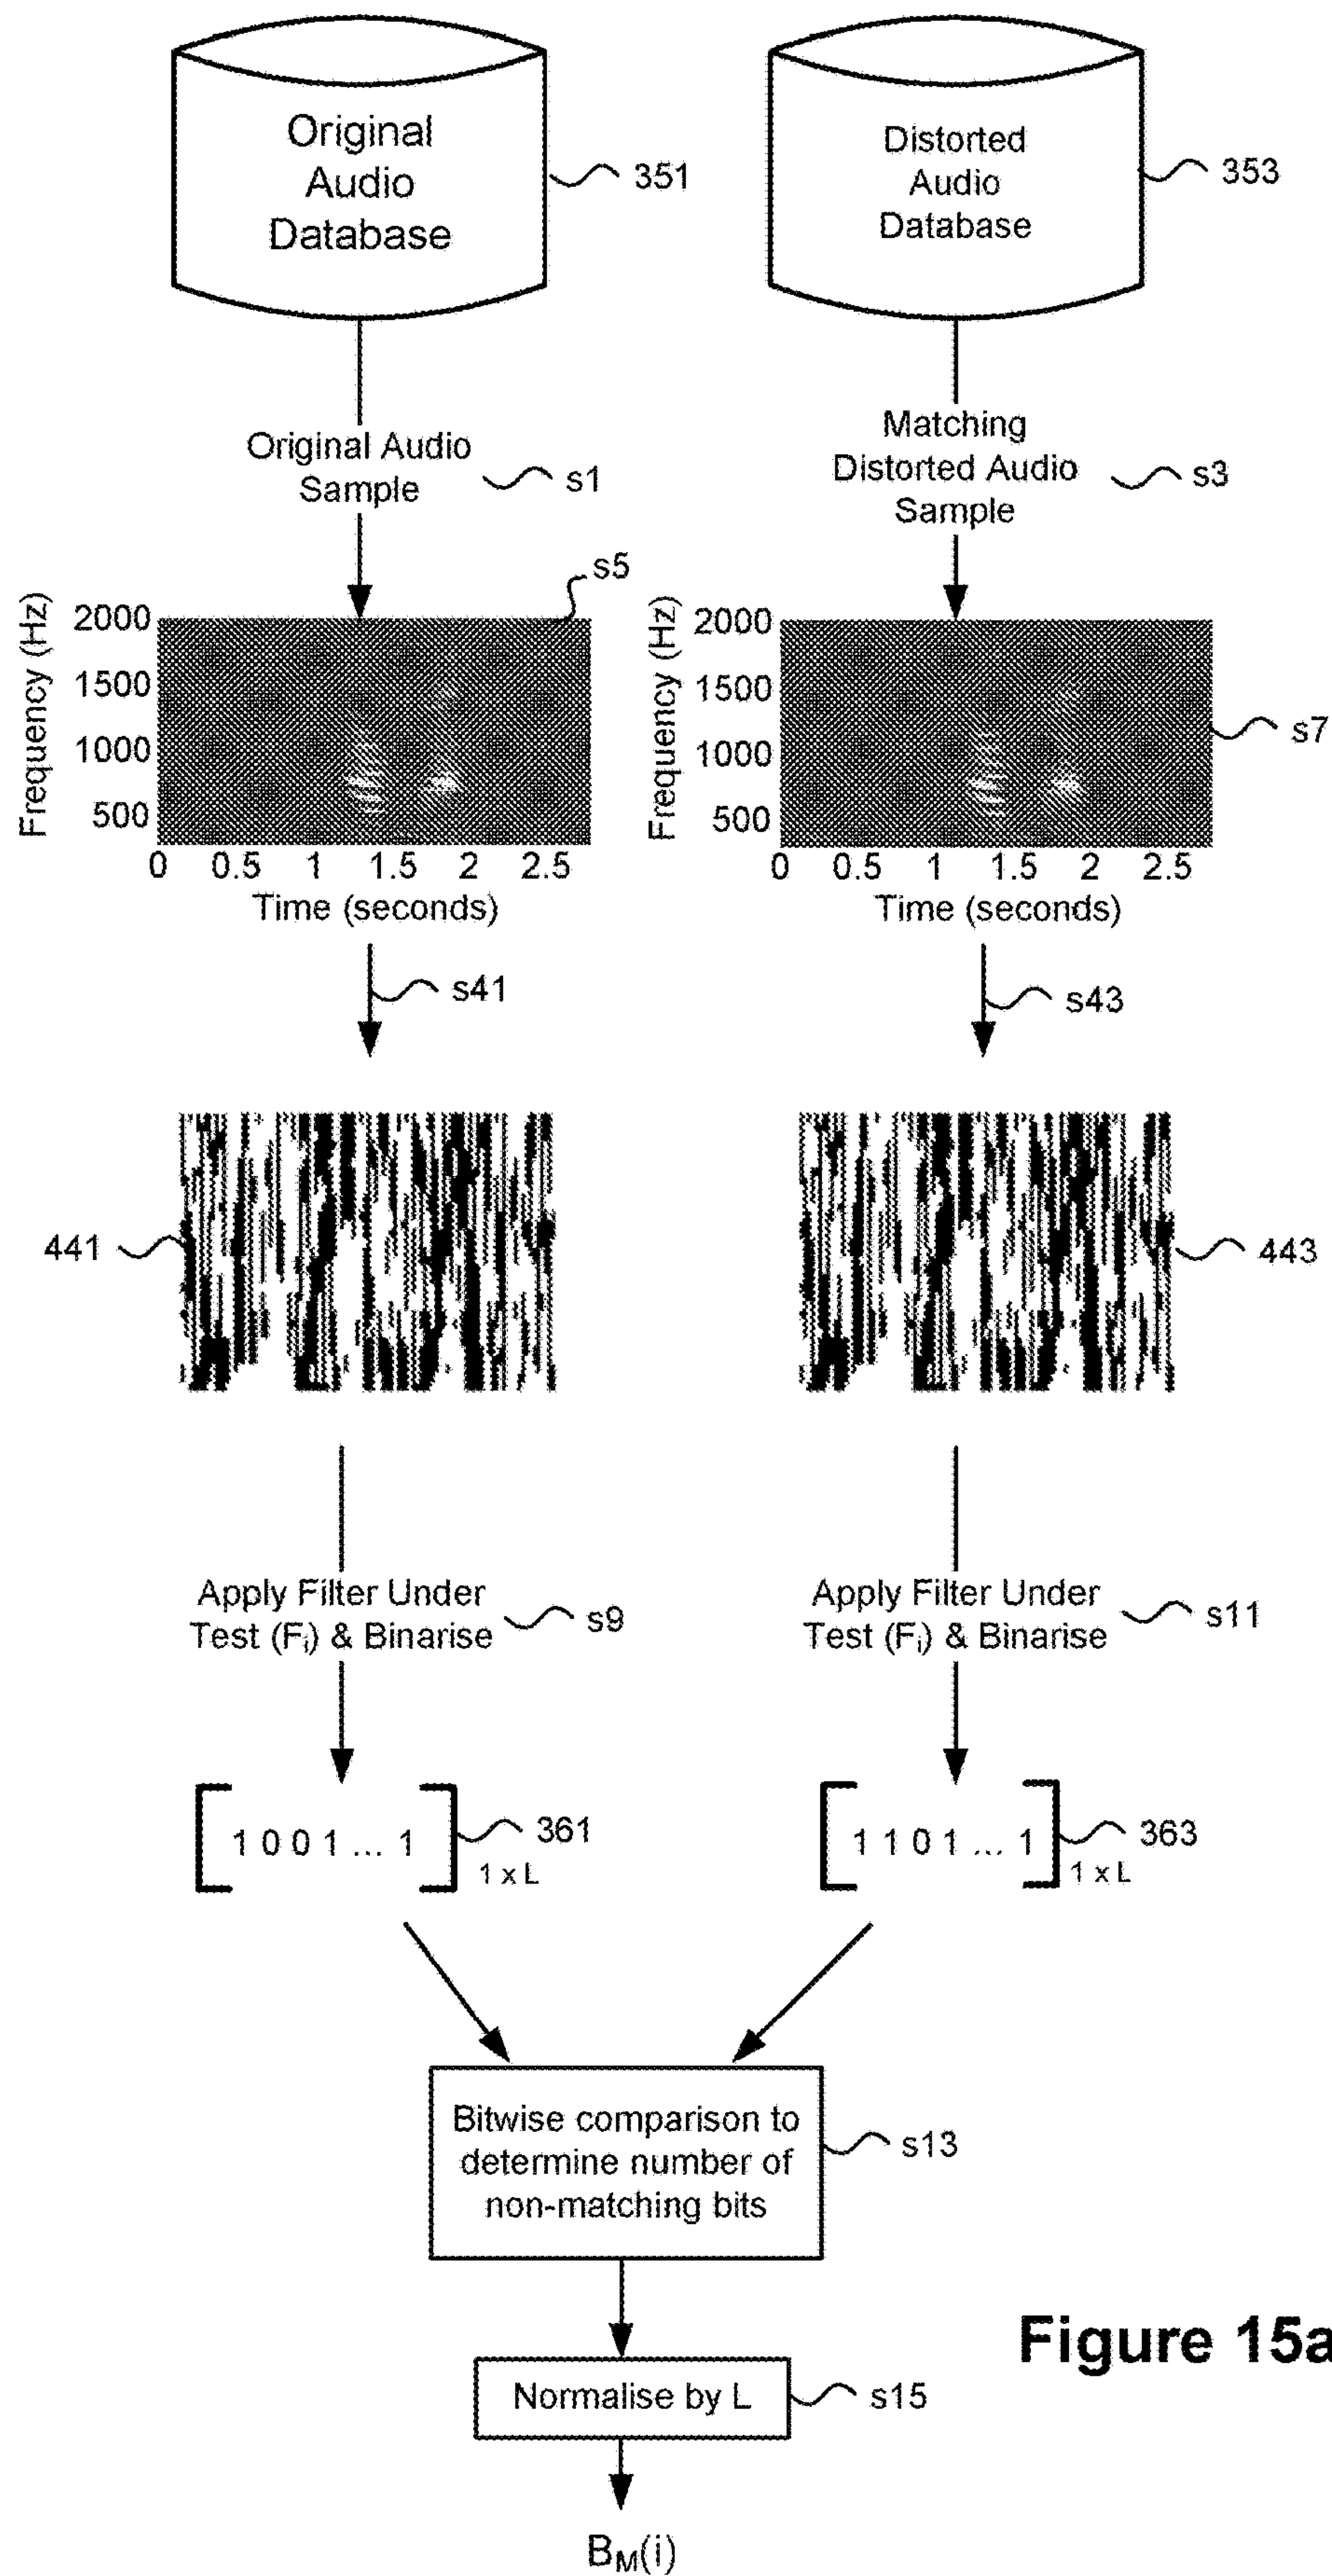 Original
Audio
Database
351
Distorted
Audio
Database
353
Original Audio
Sample
s1
Matching
Distorted Audio
Sample
s3
s5
Frequency (Hz)
2000
1500
1000
500
0 0.5 1 1.5 2 2.5
Time (seconds)
Frequency (Hz)
2000
1500
1000
500
0 0.5 1 1.5 2 2.5
Time (seconds)
s7
s41
s43
441
443
Apply Filter Under
Test (Fi) & Binarise
s9
Apply Filter Under
Test (Fi) & Binarise
s11
1 0 0 1 ... 1
361
1 x L
1 1 0 1 ... 1
363
1 x L
Bitwise comparison to
determine number of
non-matching bits
s13
Normalise by L
s15
BM(i)
Figure 15a